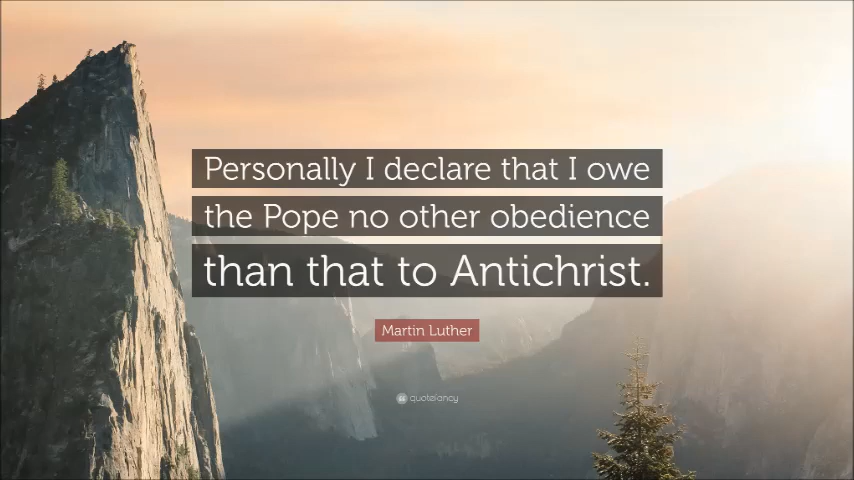 Personally I declare that I owe
the Pope no other obedience
than that to Antichrist.
Martin Luther
quotefancy